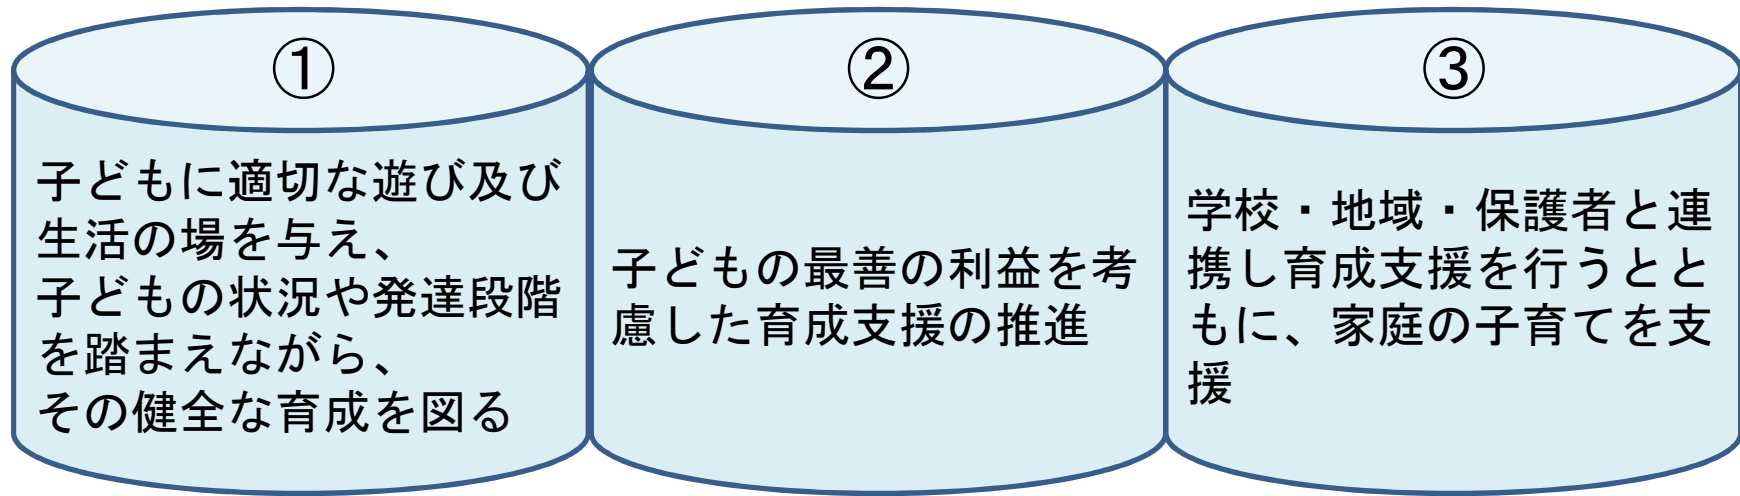 ①
子どもに適切な遊び及び
生活の場を与え、
子どもの状況や発達段階
を踏まえながら、
その健全な育成を図る
②
子どもの最善の利益を考
慮した育成支援の推進
③
学校・地域・保護者と連
携し育成支援を行うとと
もに、家庭の子育てを支
援